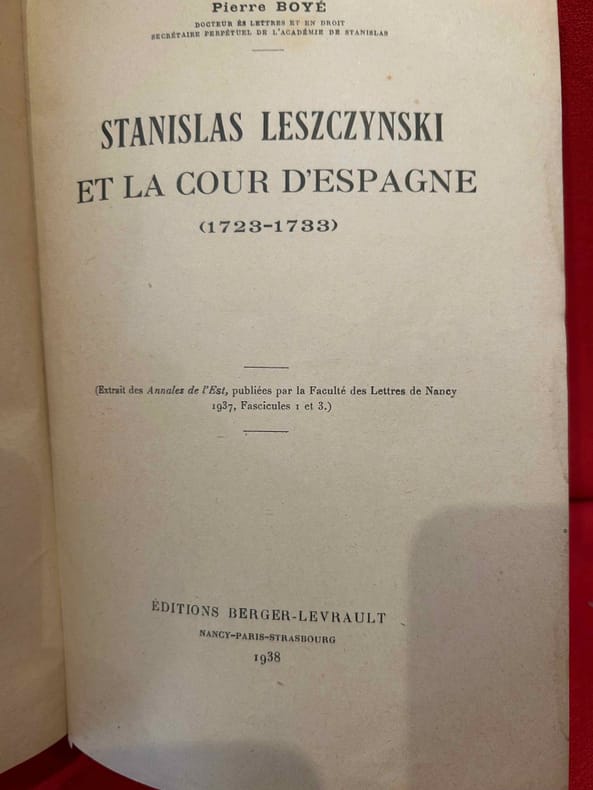 Pierre BOYÉ
DOCTEUR ÈS LETTRES ET EN DROIT
SECRÉTAIRE PERPÉTUEL DE L'ACADÉMIE DE STANISLAS
STANISLAS LESZCZYNSKI
ET LA COUR D'ESPAGNE
(1723-1733)
(Extrait des Annales de l'Est, publiées par la Faculté des Lettres de Nancy
1937, Fascicules 1 et 3.)
ÉDITIONS BERGER-LEVRAULT
NANCY-PARIS-STRASBOURG
1938